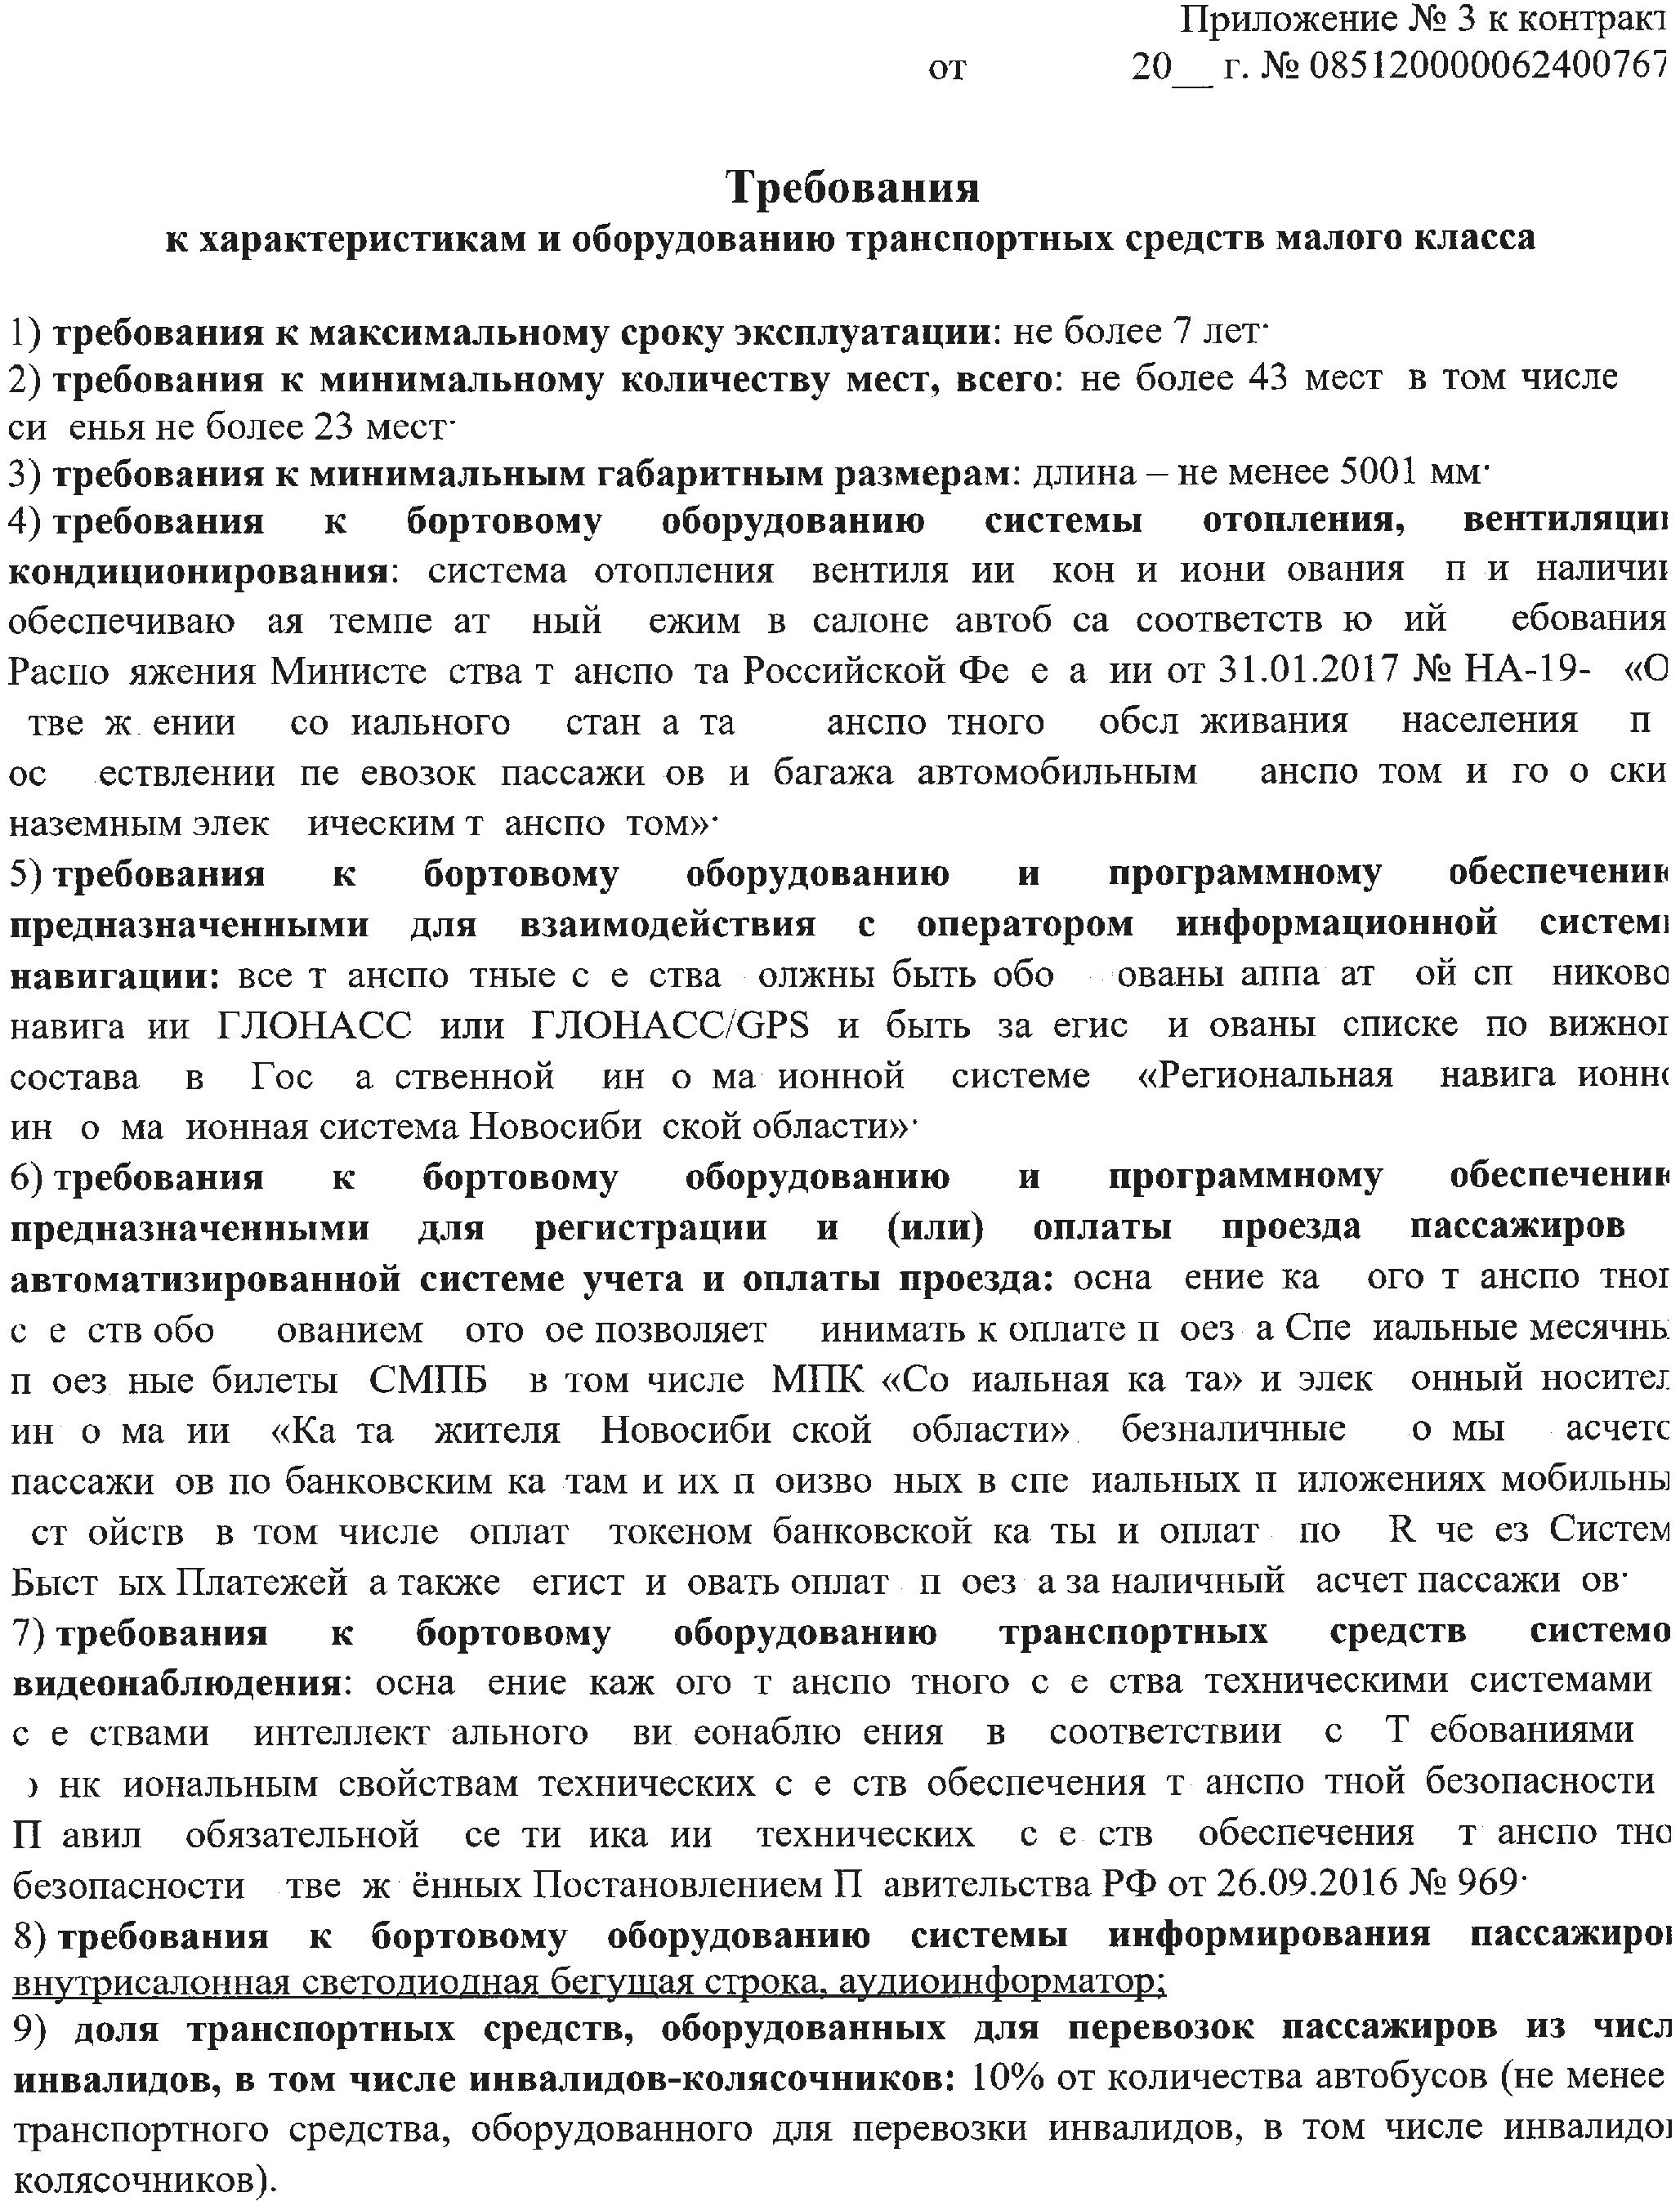 Приложение № 3 к контракт
от 20__ г. № 085120000062400767
Требования
к характеристикам и оборудованию транспортных средств малого класса
1) требования к максимальному сроку эксплуатации: не более 7 лет·
2) требования к минимальному количеству мест, всего: не более 43 мест в том числе
си енья не более 23 мест·
3) требования к минимальным габаритным размерам: длина – не менее 5001 мм·
4) требования к бортовому оборудованию системы отопления, вентиляции
кондиционирования: система отопления вентиля ии кон и иони ования п и наличии
обеспечиваю ая темпе ат ный ежим в салоне автоб са соответств ю ий ебования
Распо яжения Министе ства т анспо та Российской Фе е а ии от 31.01.2017 № НА-19- «О
тве ж ении со иального стан а та анспо тного обсл живания населения п
ос ествлении пе евозок пассажи ов и багажа автомобильным анспо том и го о ски
наземным элек ическим т анспо том»·
5) требования к бортовому оборудованию и программному обеспечению
предназначенными для взаимодействия с оператором информационной систем
навигации: все т анспо тные с е ства олжны быть обо ованы аппа ат ой сп никово
навига ии ГЛОНАСС или ГЛОНАСС/GPS и быть за егис и ованы списке по вижног
состава в Гос а ственной ин о ма ионной системе «Региональная навига ионно
ин о ма ионная система Новосиби ской области»·
6) требования к бортовому оборудованию и программному обеспечению
предназначенными для регистрации и (или) оплаты проезда пассажиров
автоматизированной системе учета и оплаты проезда: осна ение ка ого т анспо тног
с е ств обо ованием ото ое позволяет инимать к оплате п оез а Спе иальные месячны
п оез ные билеты СМПБ в том числе МПК «Со иальная ка та» и элек онный носител
ин о ма ии «Ка та жителя Новосиби ской области» безналичные о мы асчето
пассажи ов по банковским ка там и их п оизво ных в спе иальных п иложениях мобильны
ст ойств в том числе оплат токеном банковской ка ты и оплат по R че ез Систем
Быст ых Платежей а также егист и овать оплат п оез а за наличный асчет пассажи ов·
7) требования к бортовому оборудованию транспортных средств системо
видеонаблюдения: осна ение каж ого т анспо тного с е ства техническими системами
с е ствами интеллект ального ви еонаблю ения в соответствии с Т ебованиями
нк иональным свойствам технических с е ств обеспечения т анспо тной безопасности
П авил обязательной се ти ика ии технических с е ств обеспечения т анспо тно
безопасности тве ж ённых Постановлением П авительства РФ от 26.09.2016 № 969·
8) требования к бортовому оборудованию системы информирования пассажиров
внутрисалонная светодиодная бегущая строка, аудиоинформатор;
9) доля транспортных средств, оборудованных для перевозок пассажиров из числ
инвалидов, в том числе инвалидов-колясочников: 10% от количества автобусов (не менее
транспортного средства, оборудованного для перевозки инвалидов, в том числе инвалидов
колясочников).